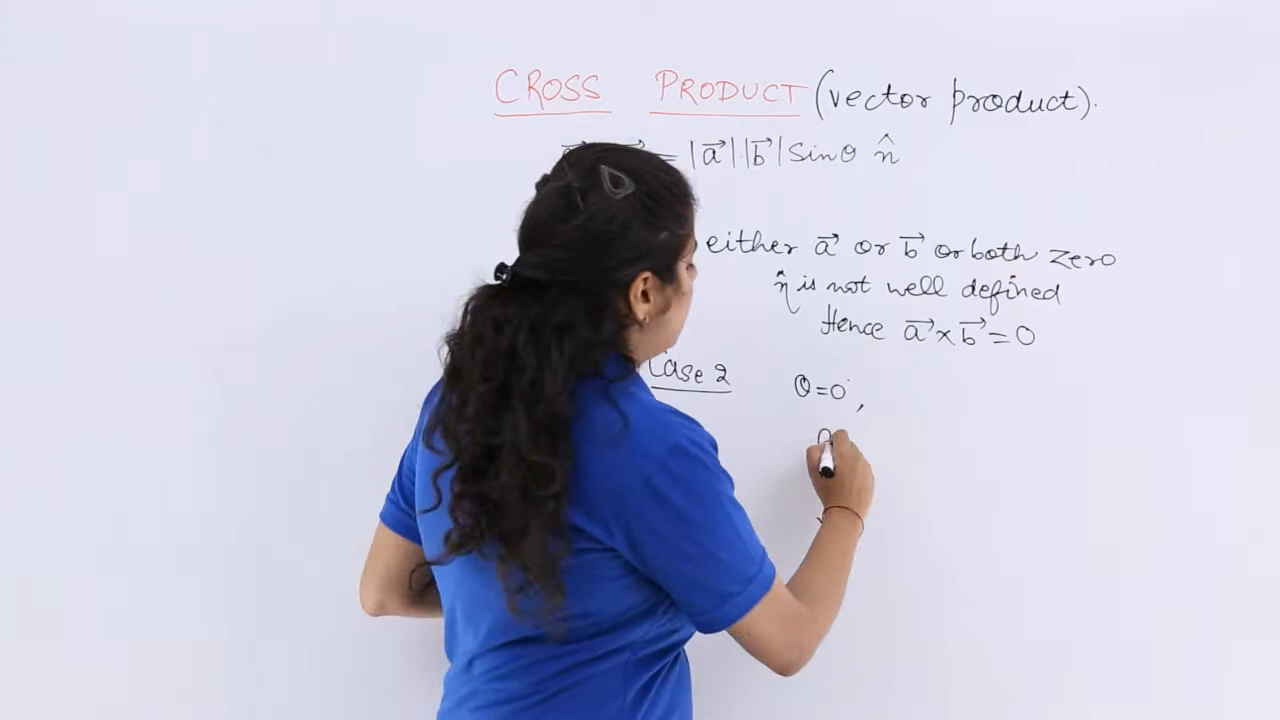 CROSS PRODUCT (vector product).
= |a⃗| |b⃗| Sinθ n̂
either a⃗ or b⃗ or both zero
n̂ is not well defined
Hence a⃗ × b⃗ = 0
Case 2 θ = 0°,